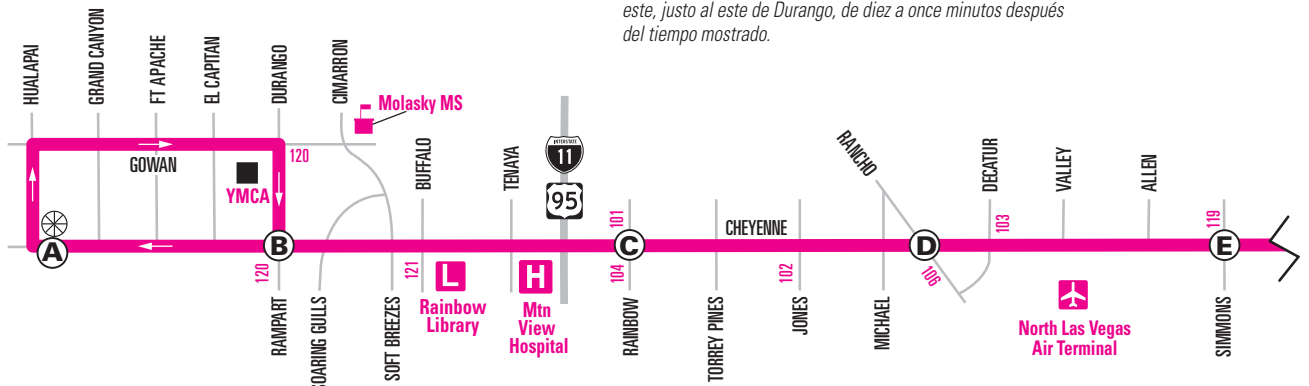 este, justo al este de Durango, de diez a once minutos después
del tiempo mostrado.
HUALAPAI
GRAND CANYON
FT APACHE
EL CAPITAN
DURANGO
CIMARRON
Molasky MS
GOWAN
120
YMCA
BUFFALO
TENAYA
INTERSTATE
11
95
101
CHEYENNE
RANCHO
DECATUR
103
VALLEY
ALLEN
119
A
B
C
D
E
120
121
104
102
106
L
Rainbow
Library
H
Mtn
View
Hospital
North Las Vegas
Air Terminal
RAMPART
SOARING GULLS
SOFT BREEZES
RAINBOW
TORREY PINES
JONES
MICHAEL
SIMMONS